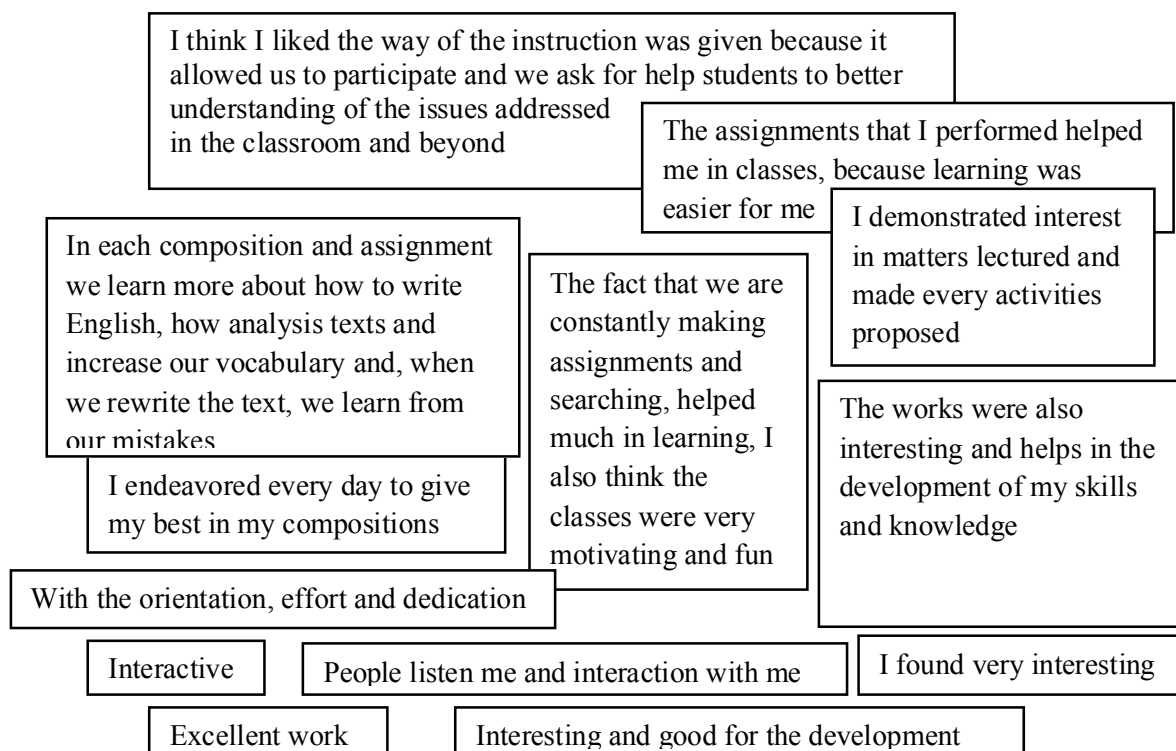 I think I liked the way of the instruction was given because it
allowed us to participate and we ask for help students to better
understanding of the issues addressed
in the classroom and beyond
The assignments that I performed helped
me in classes, because learning was
easier for me
I demonstrated interest
in matters lectured and
made every activities
proposed
In each composition and assignment
we learn more about how to write
English, how analysis texts and
increase our vocabulary and, when
we rewrite the text, we learn from
our mistakes
The fact that we are
constantly making
assignments and
searching, helped
much in learning, I
also think the
classes were very
motivating and fun
The works were also
interesting and helps in the
development of my skills
and knowledge
I endeavored every day to give
my best in my compositions
With the orientation, effort and dedication
Interactive
People listen me and interaction with me
I found very interesting
Excellent work
Interesting and good for the development